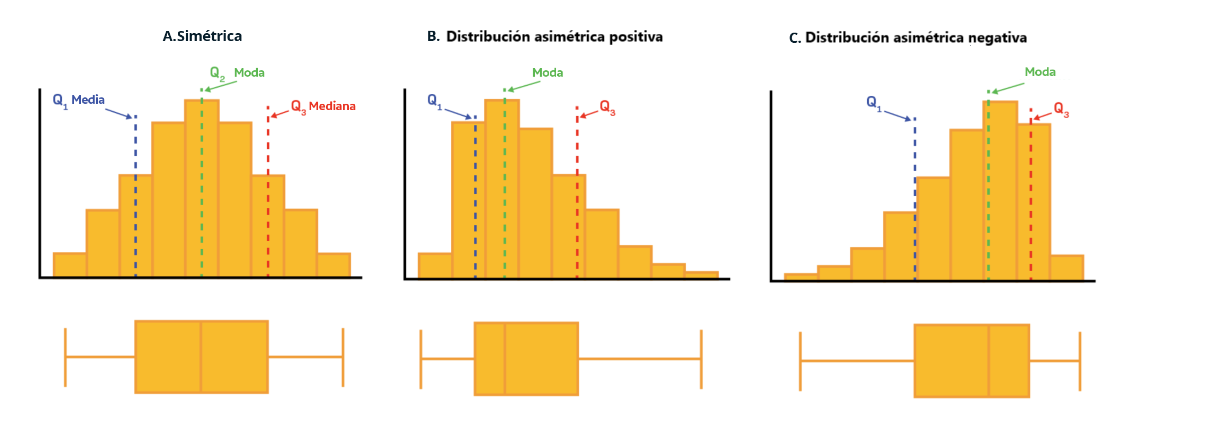 A.Simétrica
Q₂ Moda
Q₁ Media
Q₃ Mediana
B. Distribución asimétrica positiva
Moda
Q₁
Q₃
C. Distribución asimétrica negativa
Moda
Q₁
Q₃